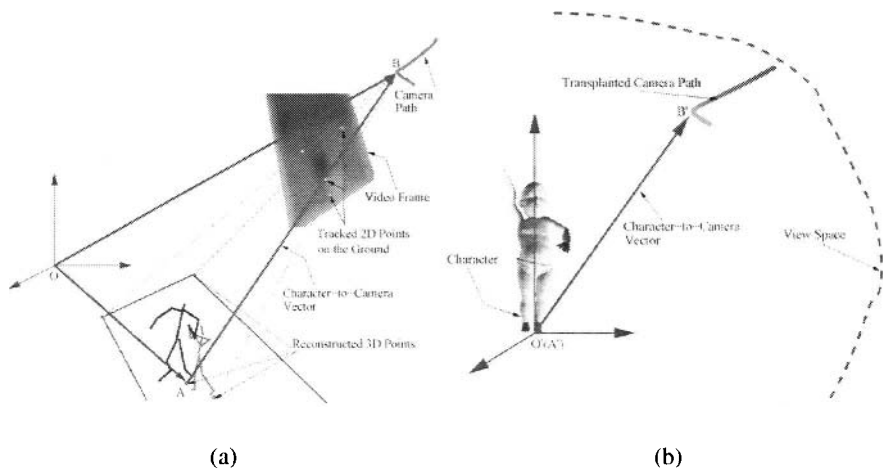 B
Camera
Path
Video Frame
Tracked 2D Points
on the Ground
O
Character-to-Camera
Vector
Reconstructed 3D Points
A
(a)
Transplanted Camera Path
B'
Character-to-Camera
Vector
View Space
Character
O'(A')
(b)